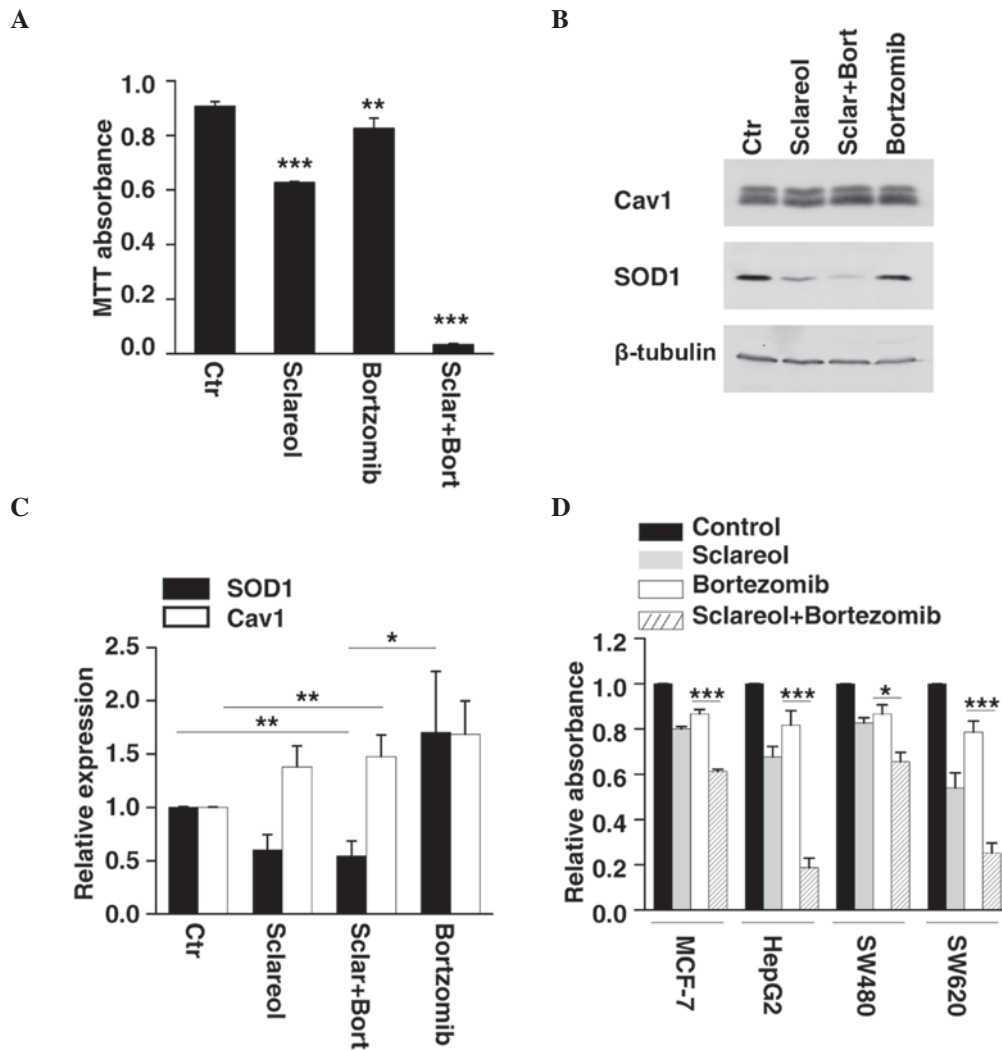 A
MTT absorbance
1.0
0.8
0.6
0.4
0.2
0.0
***
**
***
Ctr
Sclareol
Bortzomib
Sclar+Bort
B
Ctr
Sclareol
Sclar+Bort
Bortzomib
Cav1
SOD1
β-tubulin
C
SOD1
Cav1
Relative expression
2.5
2.0
1.5
1.0
0.5
0.0
*
**
**
Ctr
Sclareol
Sclar+Bort
Bortzomib
D
Control
Sclareol
Bortezomib
Sclareol+Bortezomib
Relative absorbance
1.2
1.0
0.8
0.6
0.4
0.2
0.0
***
***
*
***
MCF-7
HepG2
SW480
SW620